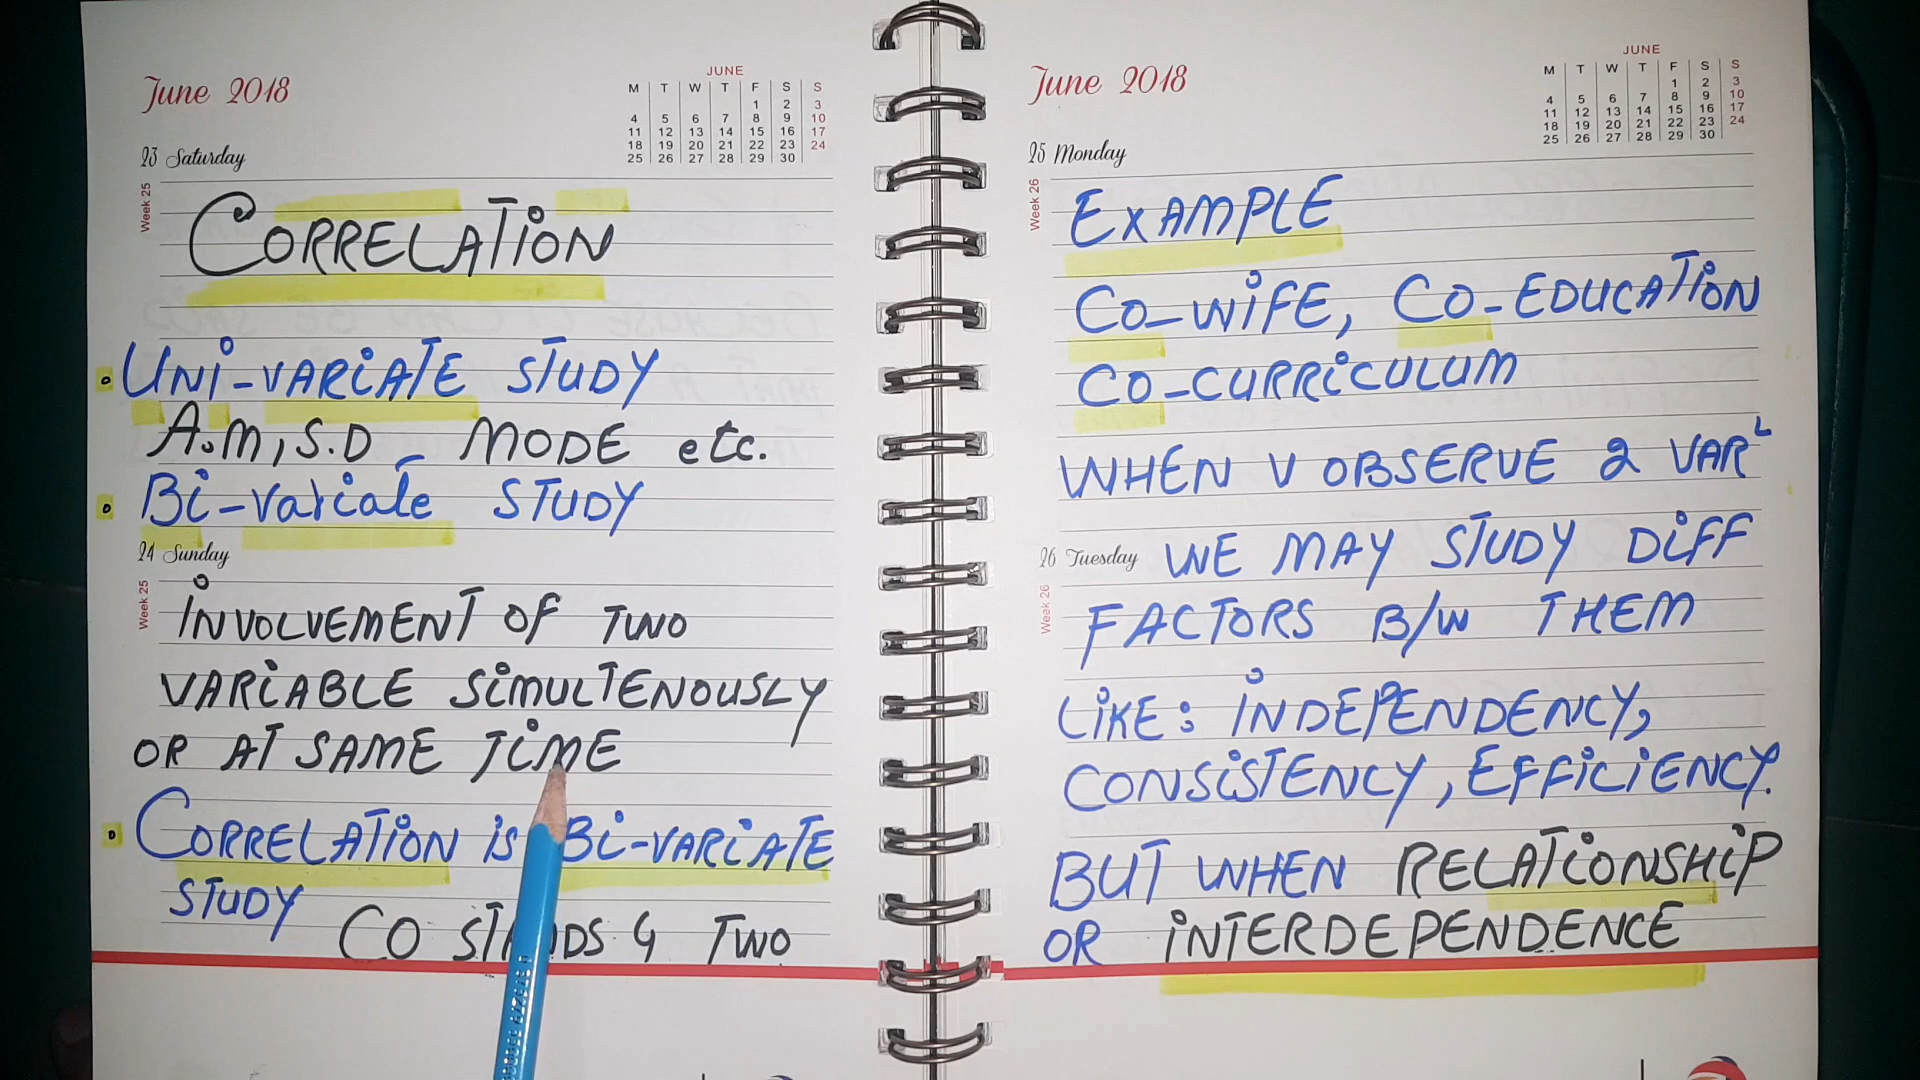 June 2018
JUNE
M T W T F S S
1 2 3
4 5 6 7 8 9 10
11 12 13 14 15 16 17
18 19 20 21 22 23 24
25 26 27 28 29 30
23 Saturday
Week 25
CORRELATION
UNI-VARIATE STUDY
A.M, S.D MODE etc.
Bi-Variate STUDY
24 Sunday
Week 25
INVOLVEMENT OF TWO
VARIABLE SIMULTENOUSLY
OR AT SAME TIME
CORRELATION is Bi-VARIATE
STUDY
CO STANDS 4 TWO
June 2018
JUNE
M T W T F S S
1 2 3
4 5 6 7 8 9 10
11 12 13 14 15 16 17
18 19 20 21 22 23 24
25 26 27 28 29 30
25 Monday
Week 26
EXAMPLE
CO-WIFE, CO-EDUCATION
CO-CURRICULUM
WHEN V OBSERVE 2 VARL
26 Tuesday
WE MAY STUDY DIFF
Week 26
FACTORS B/W THEM
LIKE: INDEPENDENCY,
CONSISTENCY, EFFICIENCY.
BUT WHEN RELATIONSHIP
OR INTERDEPENDENCE